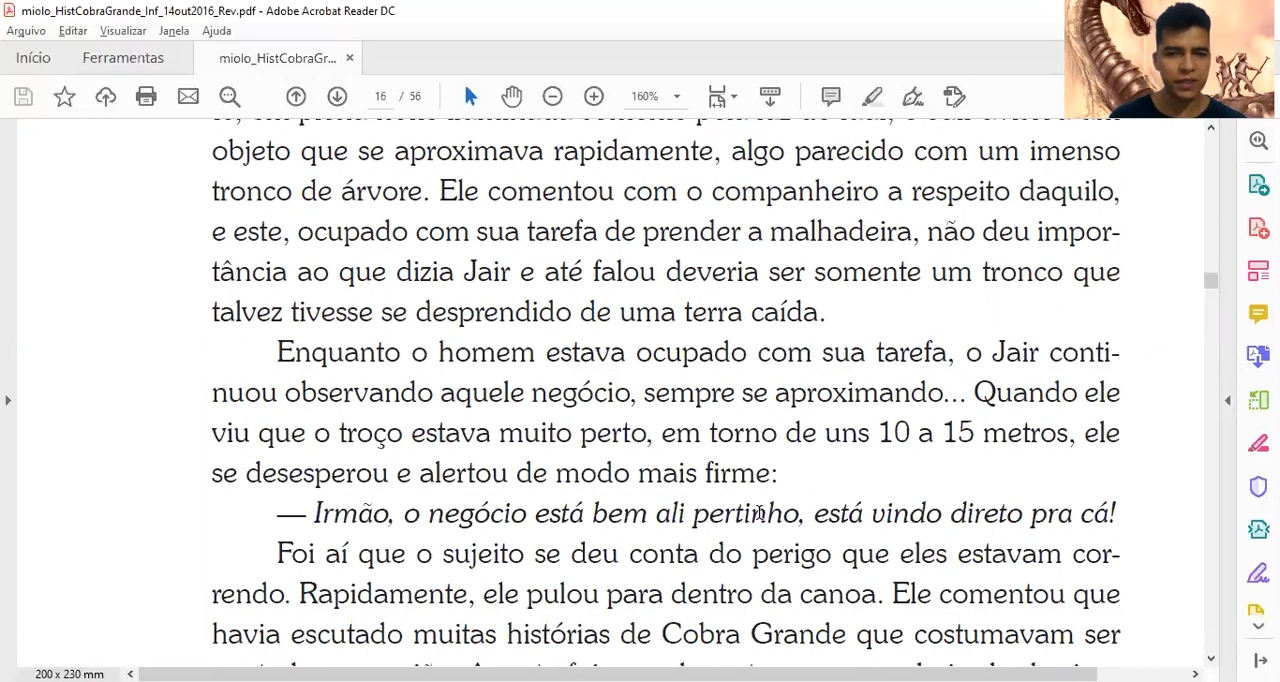 miolo_HistCobraGrande_Inf_14out2016_Rev.pdf - Adobe Acrobat Reader DC
Arquivo Editar Visualizar Janela Ajuda
Início Ferramentas miolo_HistCobraGr... ×
16 / 56 160%
objeto que se aproximava rapidamente, algo parecido com um imenso
tronco de árvore. Ele comentou com o companheiro a respeito daquilo,
e este, ocupado com sua tarefa de prender a malhadeira, não deu impor-
tância ao que dizia Jair e até falou deveria ser somente um tronco que
talvez tivesse se desprendido de uma terra caída.
Enquanto o homem estava ocupado com sua tarefa, o Jair conti-
nuou observando aquele negócio, sempre se aproximando... Quando ele
viu que o troço estava muito perto, em torno de uns 10 a 15 metros, ele
se desesperou e alertou de modo mais firme:
— Irmão, o negócio está bem ali pertinho, está vindo direto pra cá!
Foi aí que o sujeito se deu conta do perigo que eles estavam cor-
rendo. Rapidamente, ele pulou para dentro da canoa. Ele comentou que
havia escutado muitas histórias de Cobra Grande que costumavam ser
200 x 230 mm